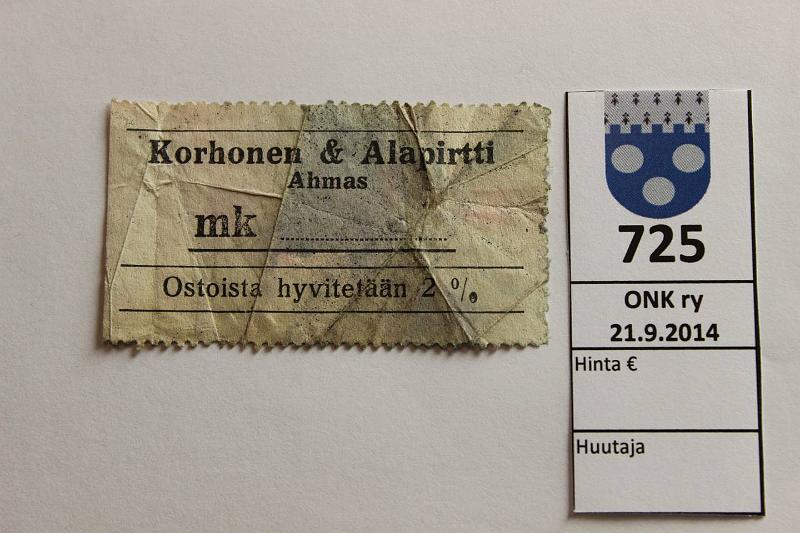 Korhonen & Alapirtti
Ahmas
mk
Ostoista hyvitetään 2 %
725
ONK ry
21.9.2014
Hinta €
Huutaja